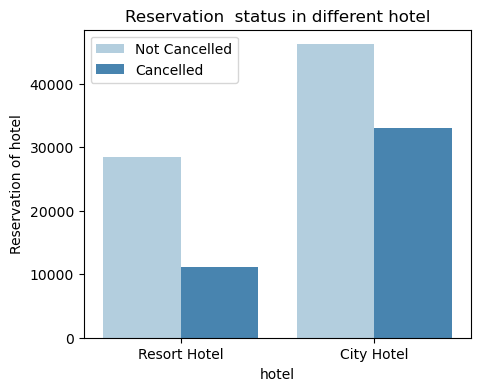 Reservation  status in different hotel
Not Cancelled
Cancelled
Reservation of hotel
40000
30000
20000
10000
0
Resort Hotel
City Hotel
hotel